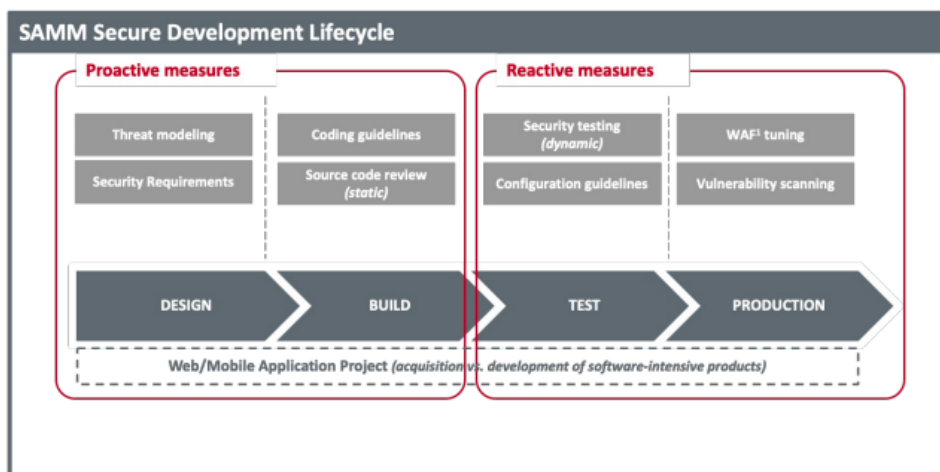 SAMM Secure Development Lifecycle
Proactive measures
Reactive measures
Threat modeling
Coding guidelines
Security testing
(dynamic)
WAF¹ tuning
Security Requirements
Source code review
(static)
Configuration guidelines
Vulnerability scanning
DESIGN
BUILD
TEST
PRODUCTION
Web/Mobile Application Project (acquisition vs. development of software-intensive products)